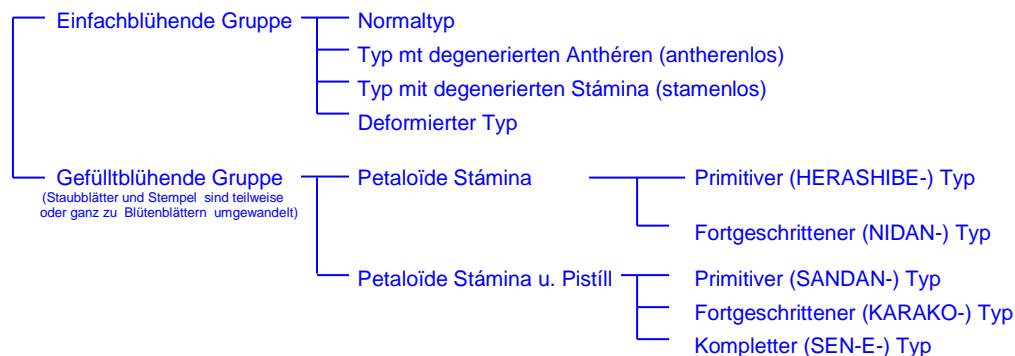 Einfachblühende Gruppe
Normaltyp
Typ mt degenerierten Anthéren (antherenlos)
Typ mit degenerierten Stámina (stamenlos)
Deformierter Typ
Gefülltblühende Gruppe
(Staubblätter und Stempel sind teilweise
oder ganz zu Blütenblättern umgewandelt)
Petaloïde Stámina
Primitiver (HERASHIBE-) Typ
Fortgeschrittener (NIDAN-) Typ
Petaloïde Stámina u. Pistíll
Primitiver (SANDAN-) Typ
Fortgeschrittener (KARAKO-) Typ
Kompletter (SEN-E-) Typ